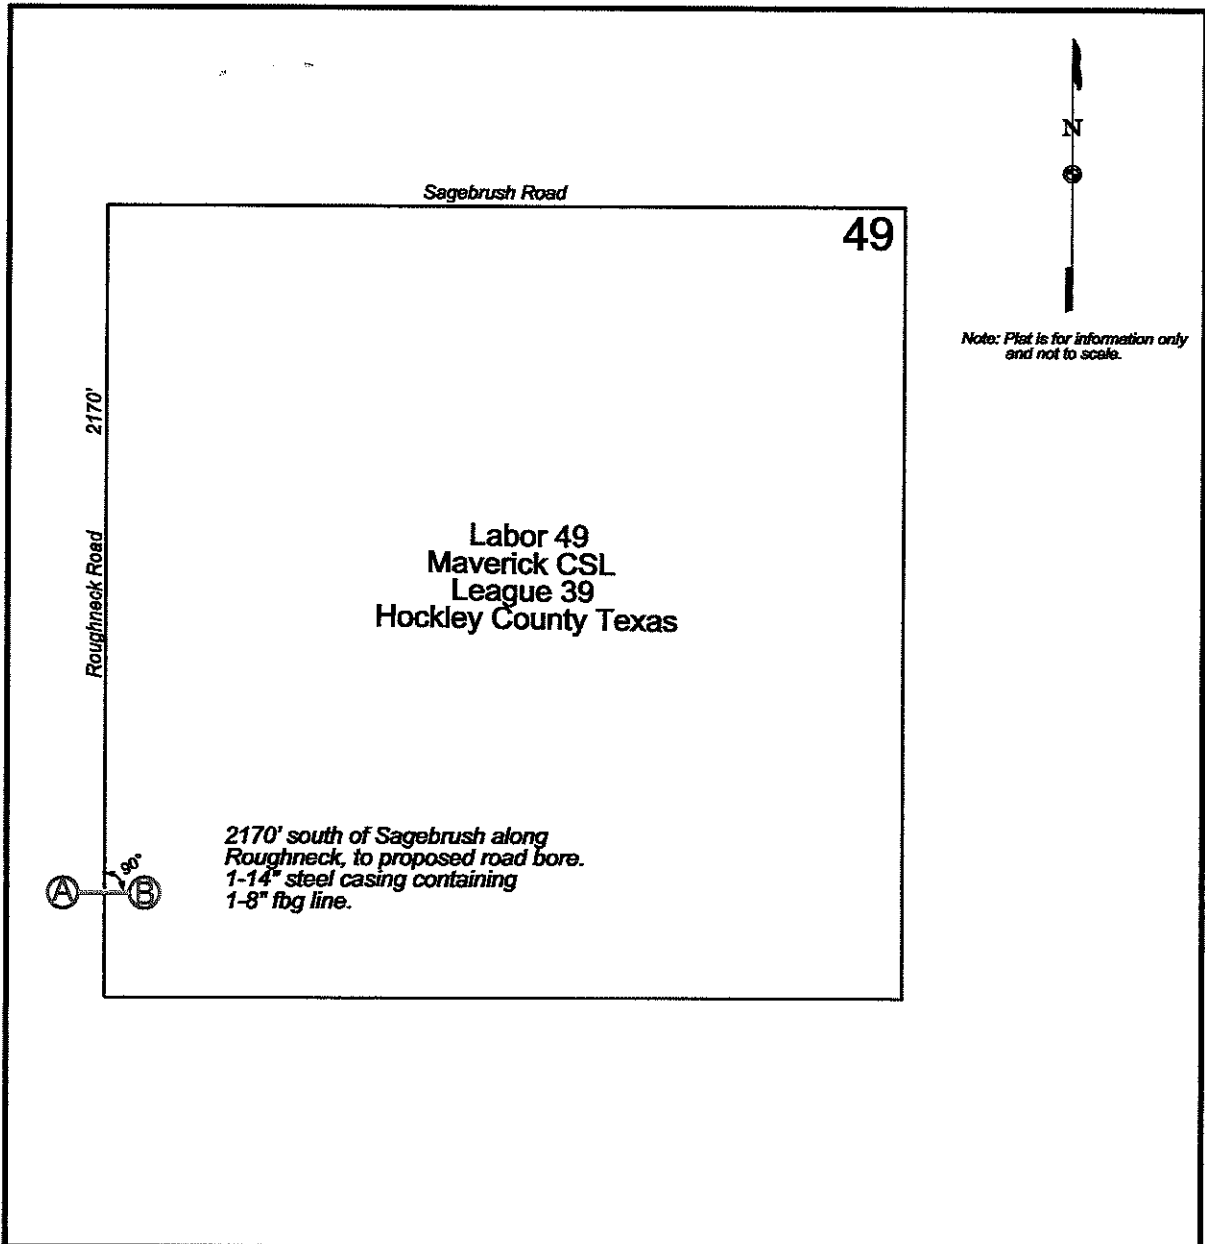 N
Sagebrush Road
49
Note: Plat is for information only
and not to scale.
2170'
Roughneck Road
Labor 49
Maverick CSL
League 39
Hockley County Texas
2170' south of Sagebrush along
Roughneck, to proposed road bore.
1-14" steel casing containing
1-8" fbg line.
90°
A B